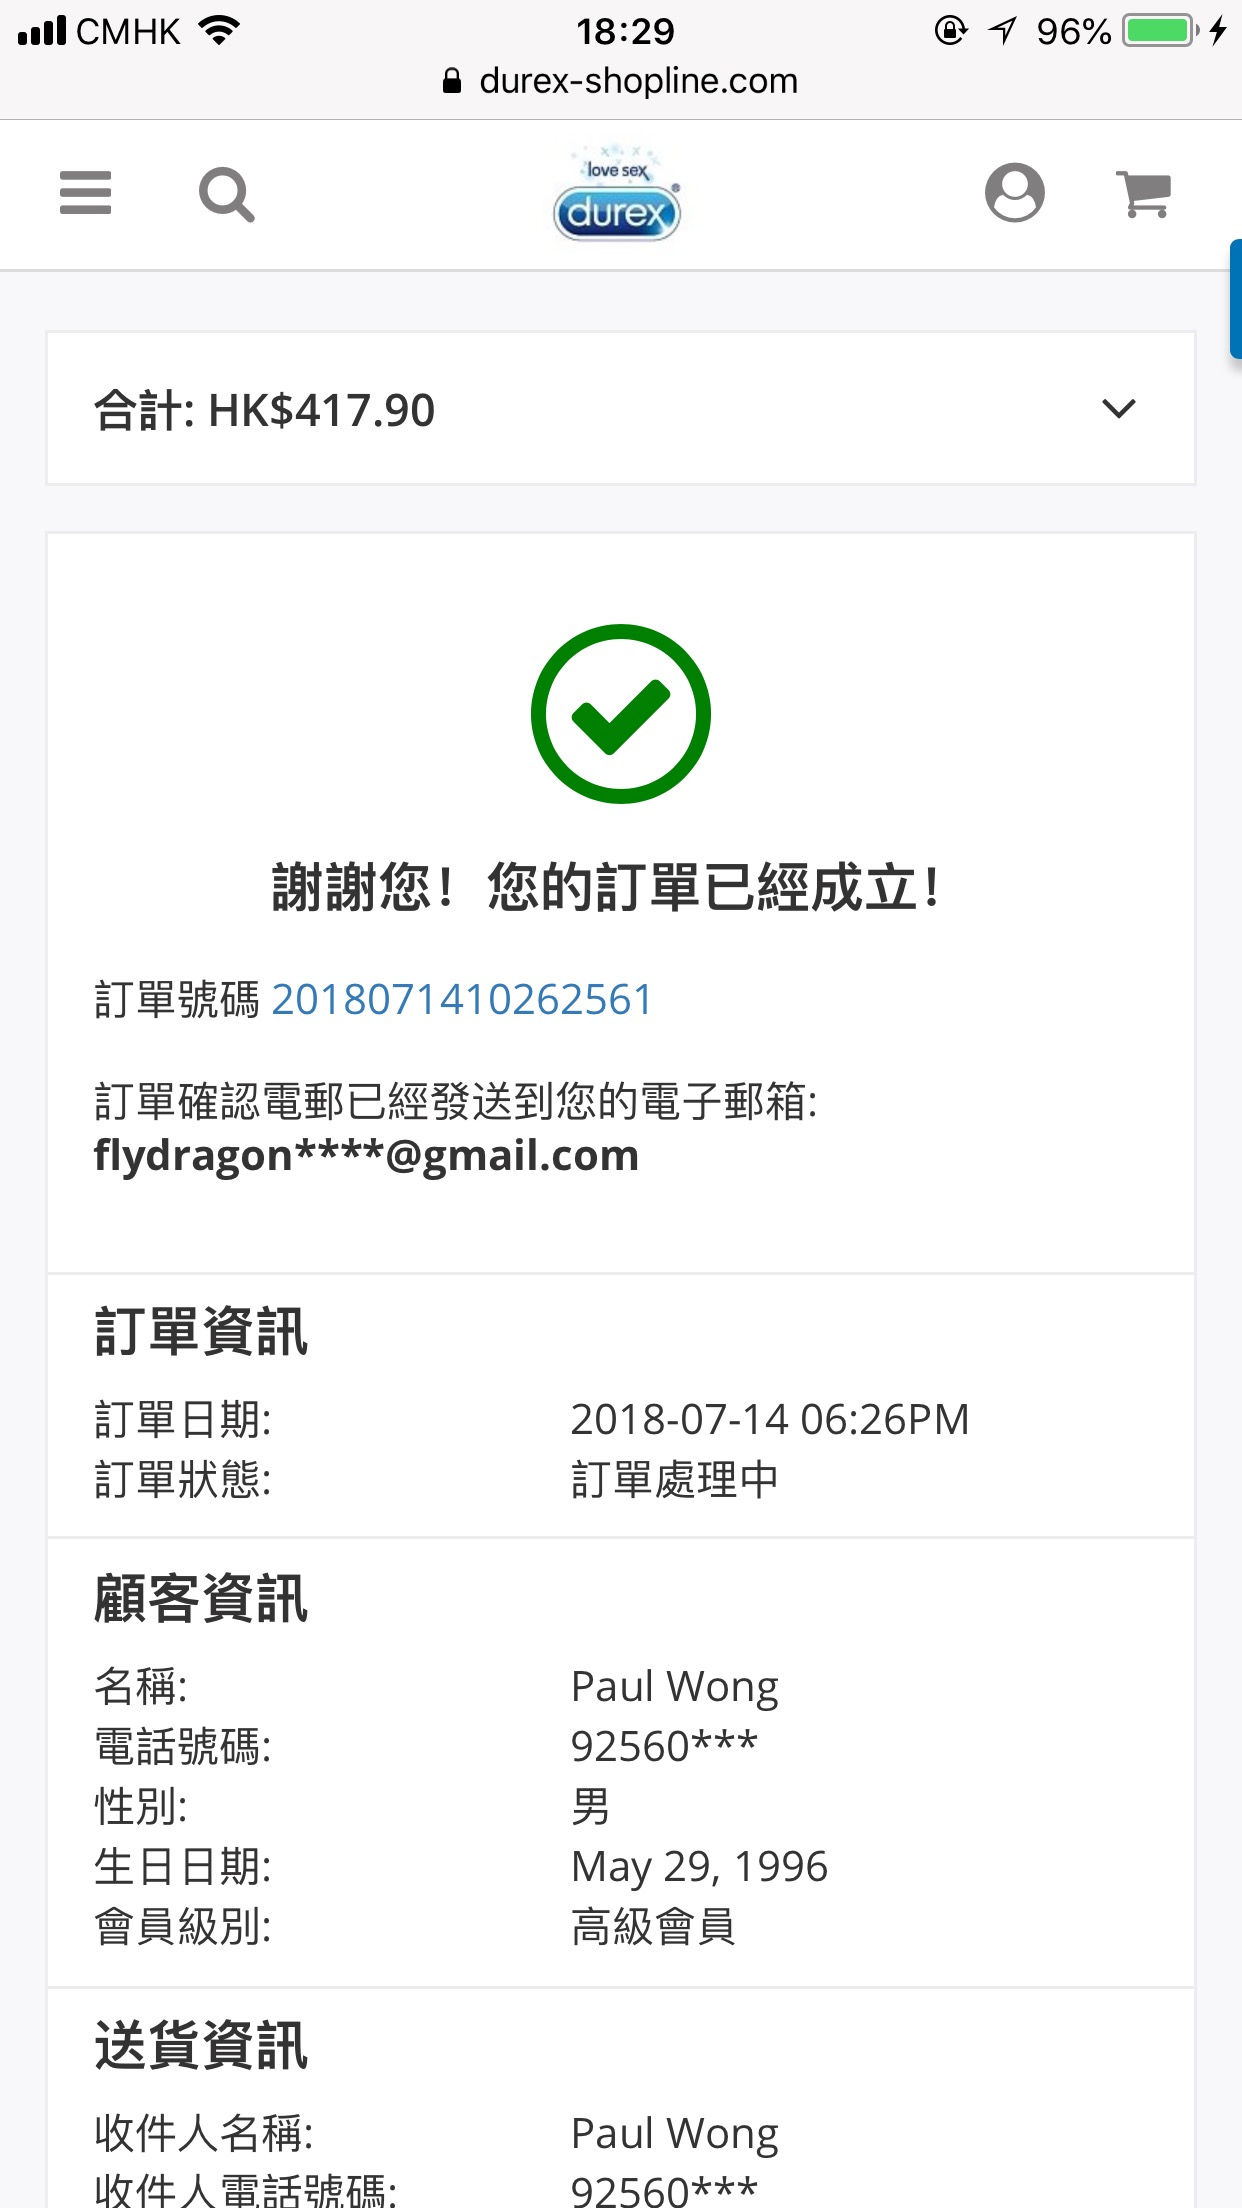 CMHK 18:29 96%
durex-shopline.com
love sex
durex®
合計: HK$417.90
謝謝您！您的訂單已經成立！
訂單號碼 2018071410262561
訂單確認電郵已經發送到您的電子郵箱:
flydragon****@gmail.com
訂單資訊
訂單日期: 2018-07-14 06:26PM
訂單狀態: 訂單處理中
顧客資訊
名稱: Paul Wong
電話號碼: 92560***
性別: 男
生日日期: May 29, 1996
會員級別: 高級會員
送貨資訊
收件人名稱: Paul Wong
收件人電話號碼: 92560***